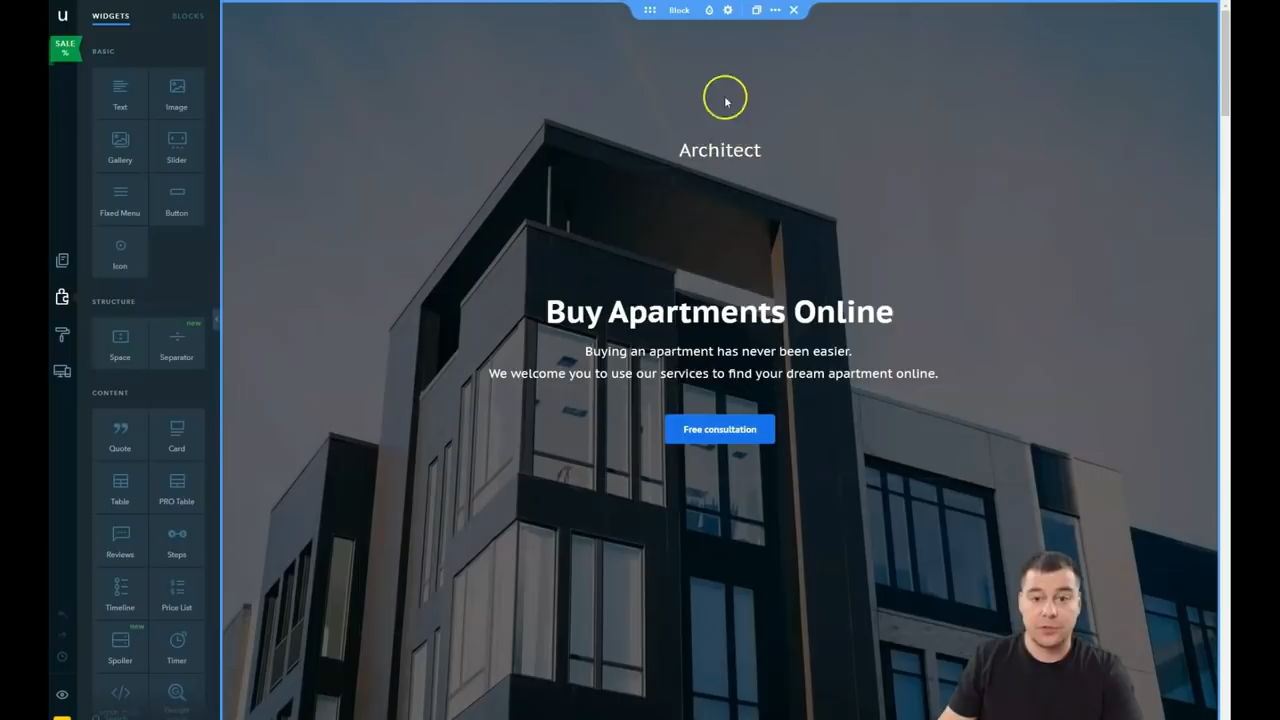 u
WIDGETS
BLOCKS
Block
SALE
%
BASIC
Text
Image
Gallery
Slider
Fixed Menu
Button
Icon
STRUCTURE
new
Space
Separator
CONTENT
Quote
Card
Table
PRO Table
Reviews
Steps
Timeline
Price List
new
Spoiler
Timer
Architect
Buy Apartments Online
Buying an apartment has never been easier.
We welcome you to use our services to find your dream apartment online.
Free consultation